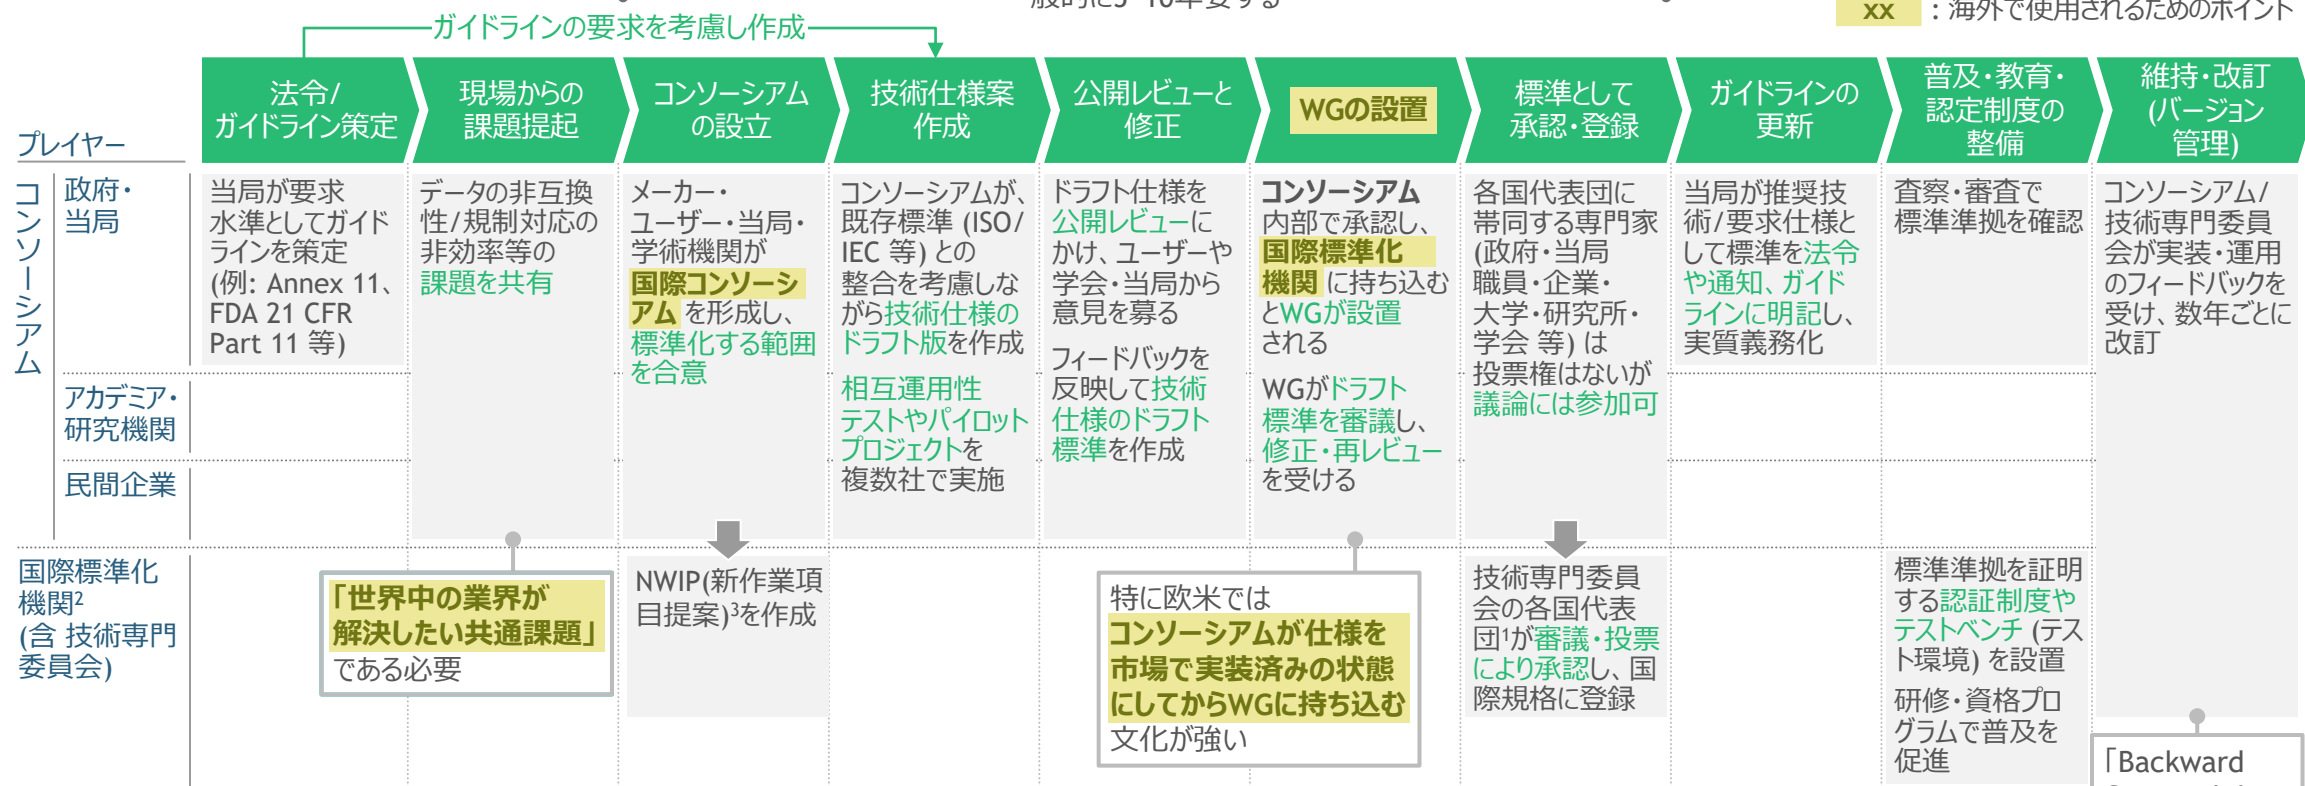 般的に5-10年要する
xx
：海外で使用されるためのポイント
ガイドラインの要求を考慮し作成
法令/
ガイドライン策定
現場からの
課題提起
コンソーシアム
の設立
技術仕様案
作成
公開レビューと
修正
WGの設置
標準として
承認・登録
ガイドラインの
更新
普及・教育・
認定制度の
整備
維持・改訂
(バージョン
管理)
プレイヤー
コンソーシアム
政府・
当局
当局が要求
水準としてガイド
ラインを策定
(例: Annex 11、
FDA 21 CFR
Part 11 等)
データの非互換
性/規制対応の
非効率等の
課題を共有
メーカー・
ユーザー・当局・
学術機関が
国際コンソーシ
アム を形成し、
標準化する範囲
を合意
コンソーシアムが、
既存標準 (ISO/
IEC 等) との
整合を考慮しな
がら技術仕様の
ドラフト版を作成
相互運用性
テストやパイロット
プロジェクトを
複数社で実施
ドラフト仕様を
公開レビューに
かけ、ユーザーや
学会・当局から
意見を募る
フィードバックを
反映して技術
仕様のドラフト
標準を作成
コンソーシアム
内部で承認し、
国際標準化
機関 に持ち込む
とWGが設置
される
WGがドラフト
標準を審議し、
修正・再レビュー
を受ける
各国代表団に
帯同する専門家
(政府・当局
職員・企業・
大学・研究所・
学会 等) は
投票権はないが
議論には参加可
当局が推奨技
術/要求仕様と
して標準を法令
や通知、ガイド
ラインに明記し、
実質義務化
査察・審査で
標準準拠を確認
コンソーシアム/
技術専門委員
会が実装・運用
のフィードバックを
受け、数年ごとに
改訂
アカデミア・
研究機関
民間企業
国際標準化
機関2
(含 技術専門
委員会)
「世界中の業界が
解決したい共通課題」
である必要
NWIP(新作業項
目提案)3を作成
特に欧米では
コンソーシアムが仕様を
市場で実装済みの状態
にしてからWGに持ち込む
文化が強い
技術専門委員
会の各国代表
団1が審議・投票
により承認し、国
際規格に登録
標準準拠を証明
する認証制度や
テストベンチ (テス
ト環境) を設置
研修・資格プロ
グラムで普及を
促進
「Backward